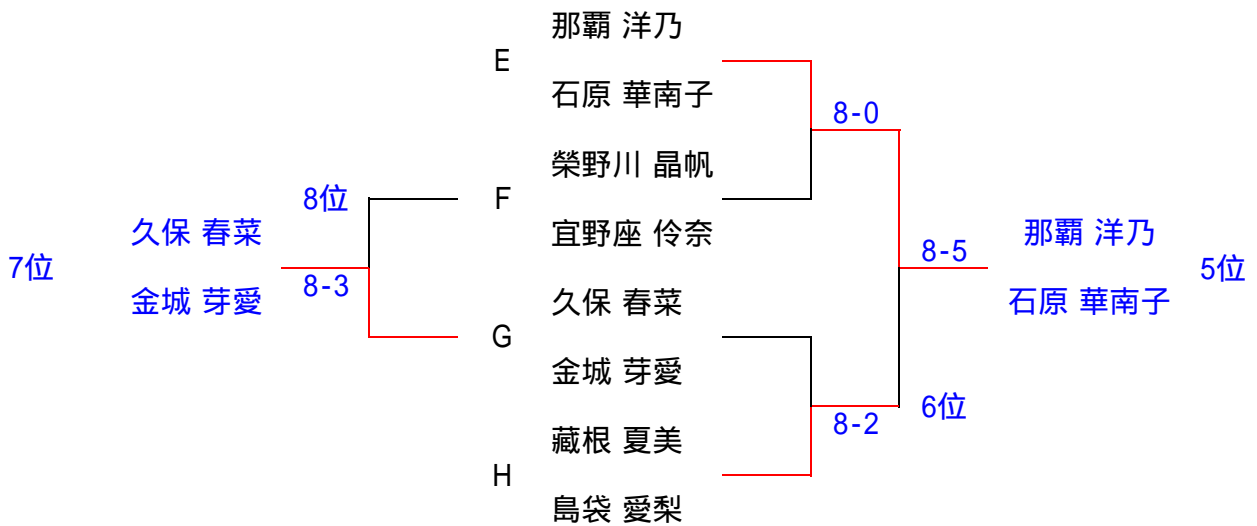 那覇 洋乃
E
石原 華南子
8-0
榮野川 晶帆
8位
F
久保 春菜
宜野座 伶奈
那覇 洋乃
8-5
7位
5位
8-3
金城 芽愛
久保 春菜
石原 華南子
G
金城 芽愛
6位
8-2
藏根 夏美
H
島袋 愛梨